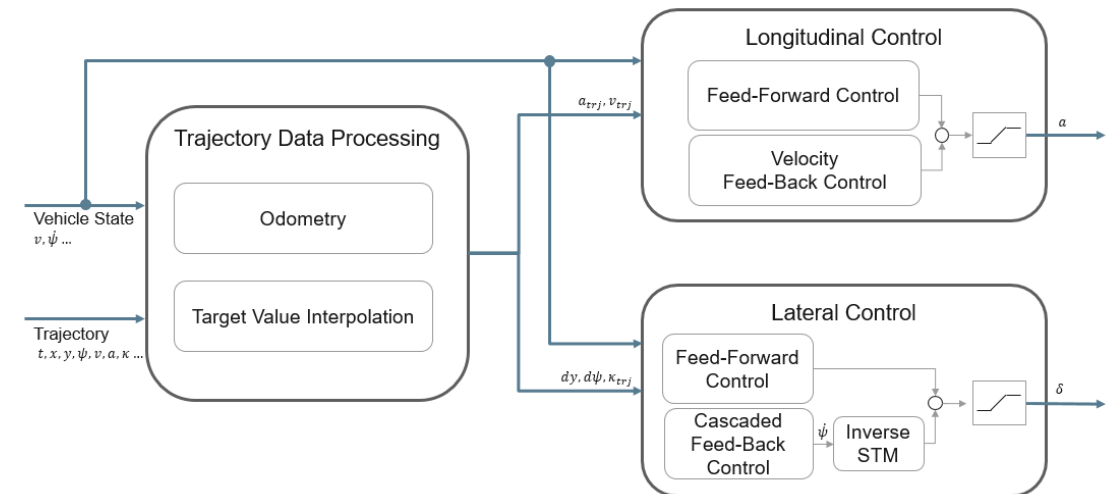 Longitudinal Control
Feed-Forward Control
Velocity
Feed-Back Control
a
a_trj, v_trj
Trajectory Data Processing
Odometry
Target Value Interpolation
Vehicle State
v, ψ̇ ...
Trajectory
t, x, y, ψ, v, a, κ ...
Lateral Control
Feed-Forward
Control
dy, dψ, κ_trj
Cascaded
Feed-Back
Control
ψ̇
Inverse
STM
δ